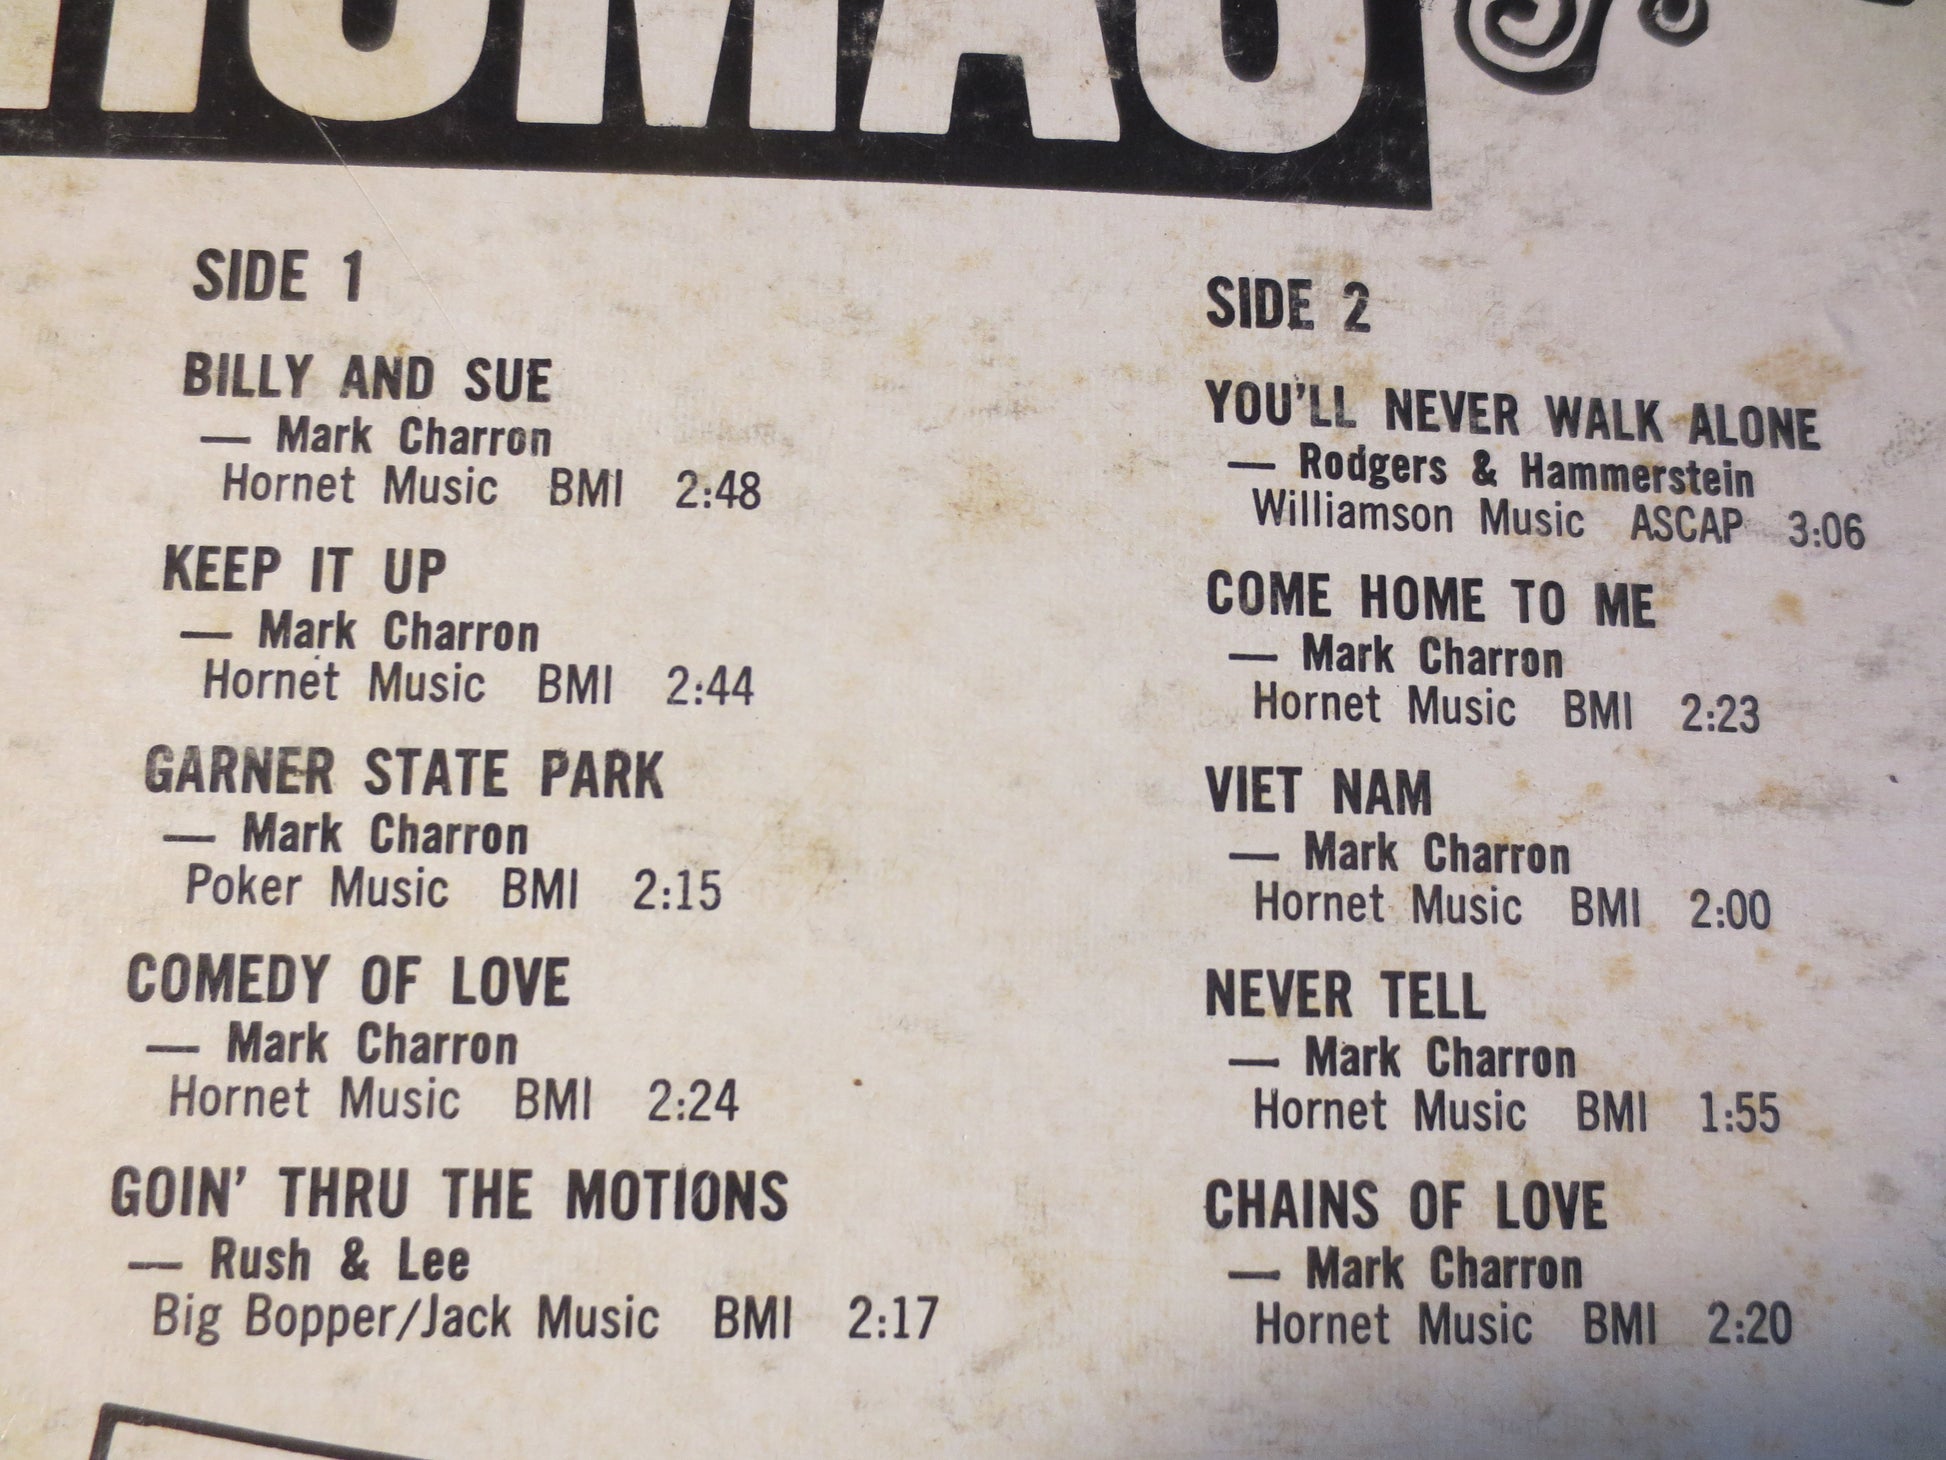 SIDE 1
BILLY AND SUE
— Mark Charron
Hornet Music BMI 2:48
KEEP IT UP
— Mark Charron
Hornet Music BMI 2:44
GARNER STATE PARK
— Mark Charron
Poker Music BMI 2:15
COMEDY OF LOVE
— Mark Charron
Hornet Music BMI 2:24
GOIN' THRU THE MOTIONS
— Rush & Lee
Big Bopper/Jack Music BMI 2:17
SIDE 2
YOU'LL NEVER WALK ALONE
— Rodgers & Hammerstein
Williamson Music ASCAP 3:06
COME HOME TO ME
— Mark Charron
Hornet Music BMI 2:23
VIET NAM
— Mark Charron
Hornet Music BMI 2:00
NEVER TELL
— Mark Charron
Hornet Music BMI 1:55
CHAINS OF LOVE
— Mark Charron
Hornet Music BMI 2:20